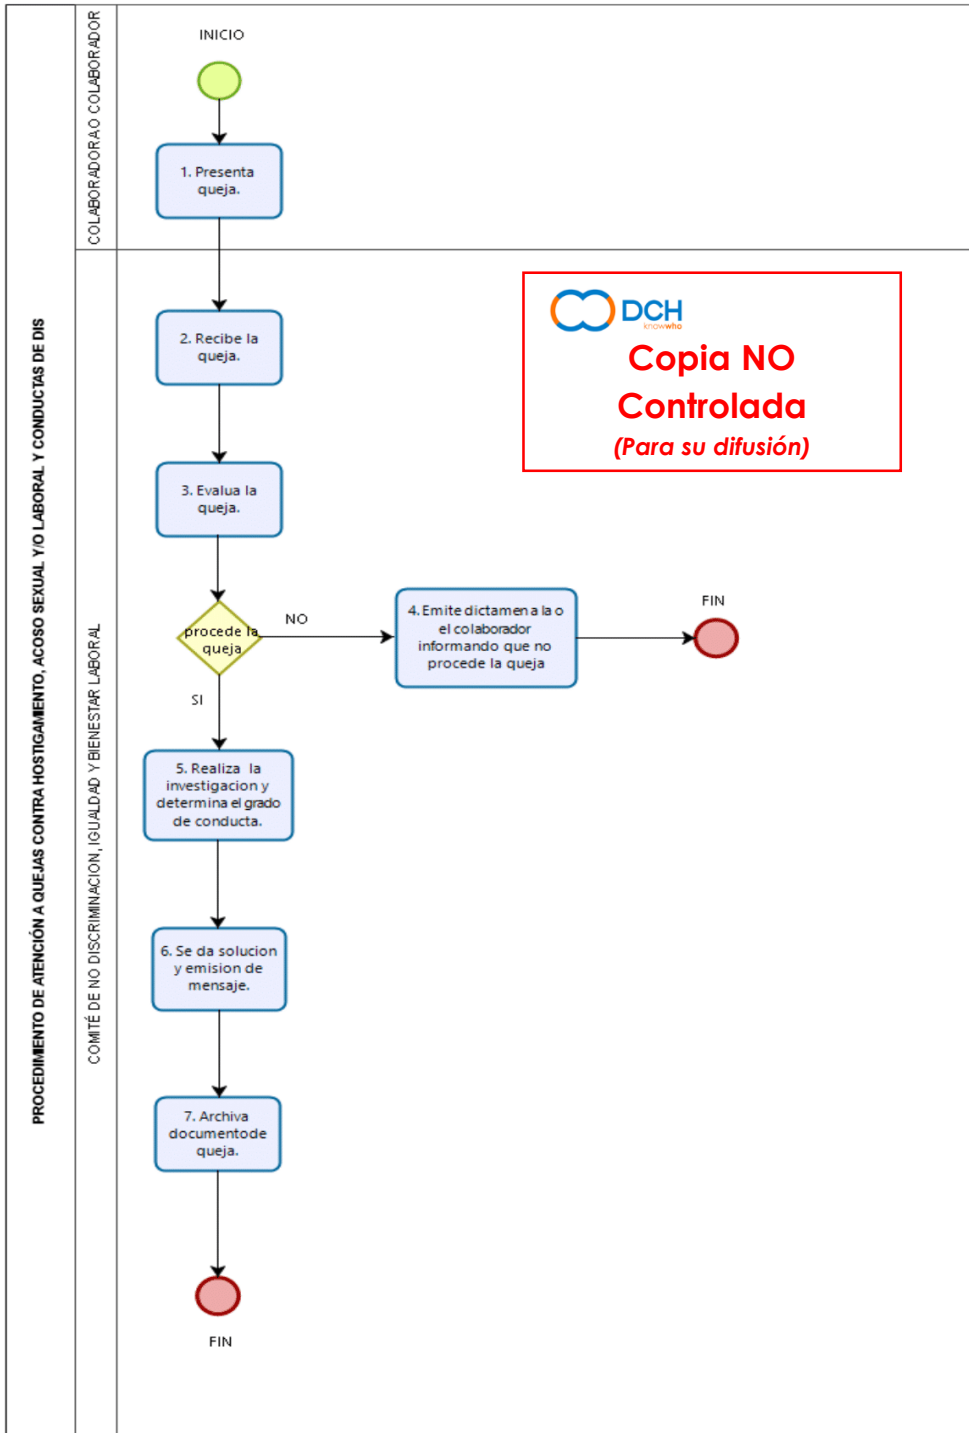 PROCEDIMIENTO DE ATENCIÓN A QUEJAS CONTRA HOSTIGAMIENTO, ACOSO SEXUAL Y/O LABORAL Y CONDUCTAS DE DIS
COLABORADORA O COLABORADOR
INICIO
1. Presenta
queja.
COMITÉ DE NO DISCRIMINACION, IGUALDAD Y BIENESTAR LABORAL
2. Recibe la
queja.
DCH
knowwho
Copia NO
Controlada
(Para su difusión)
3. Evalua la
queja.
procede la
queja
NO
4. Emite dictamen a la o
el colaborador
informando que no
procede la queja
FIN
SI
5. Realiza la
investigacion y
determina el grado
de conducta.
6. Se da solucion
y emision de
mensaje.
7. Archiva
documentode
queja.
FIN